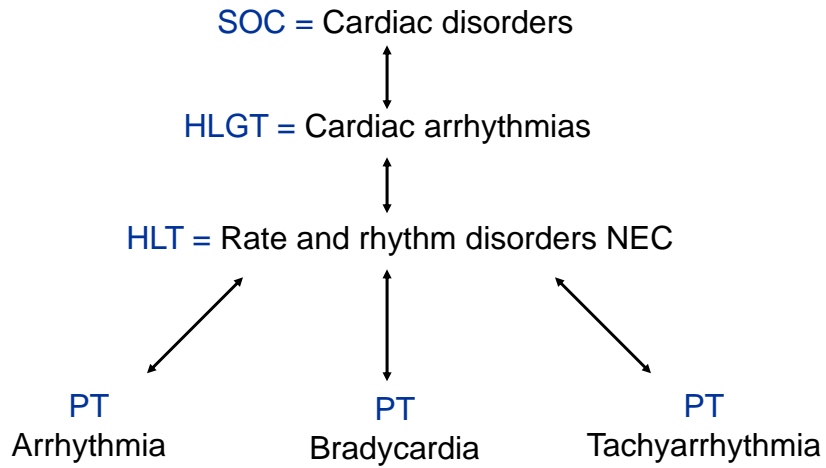 SOC = Cardiac disorders
HLGT = Cardiac arrhythmias
HLT = Rate and rhythm disorders NEC
PT
Arrhythmia
PT
Bradycardia
PT
Tachyarrhythmia